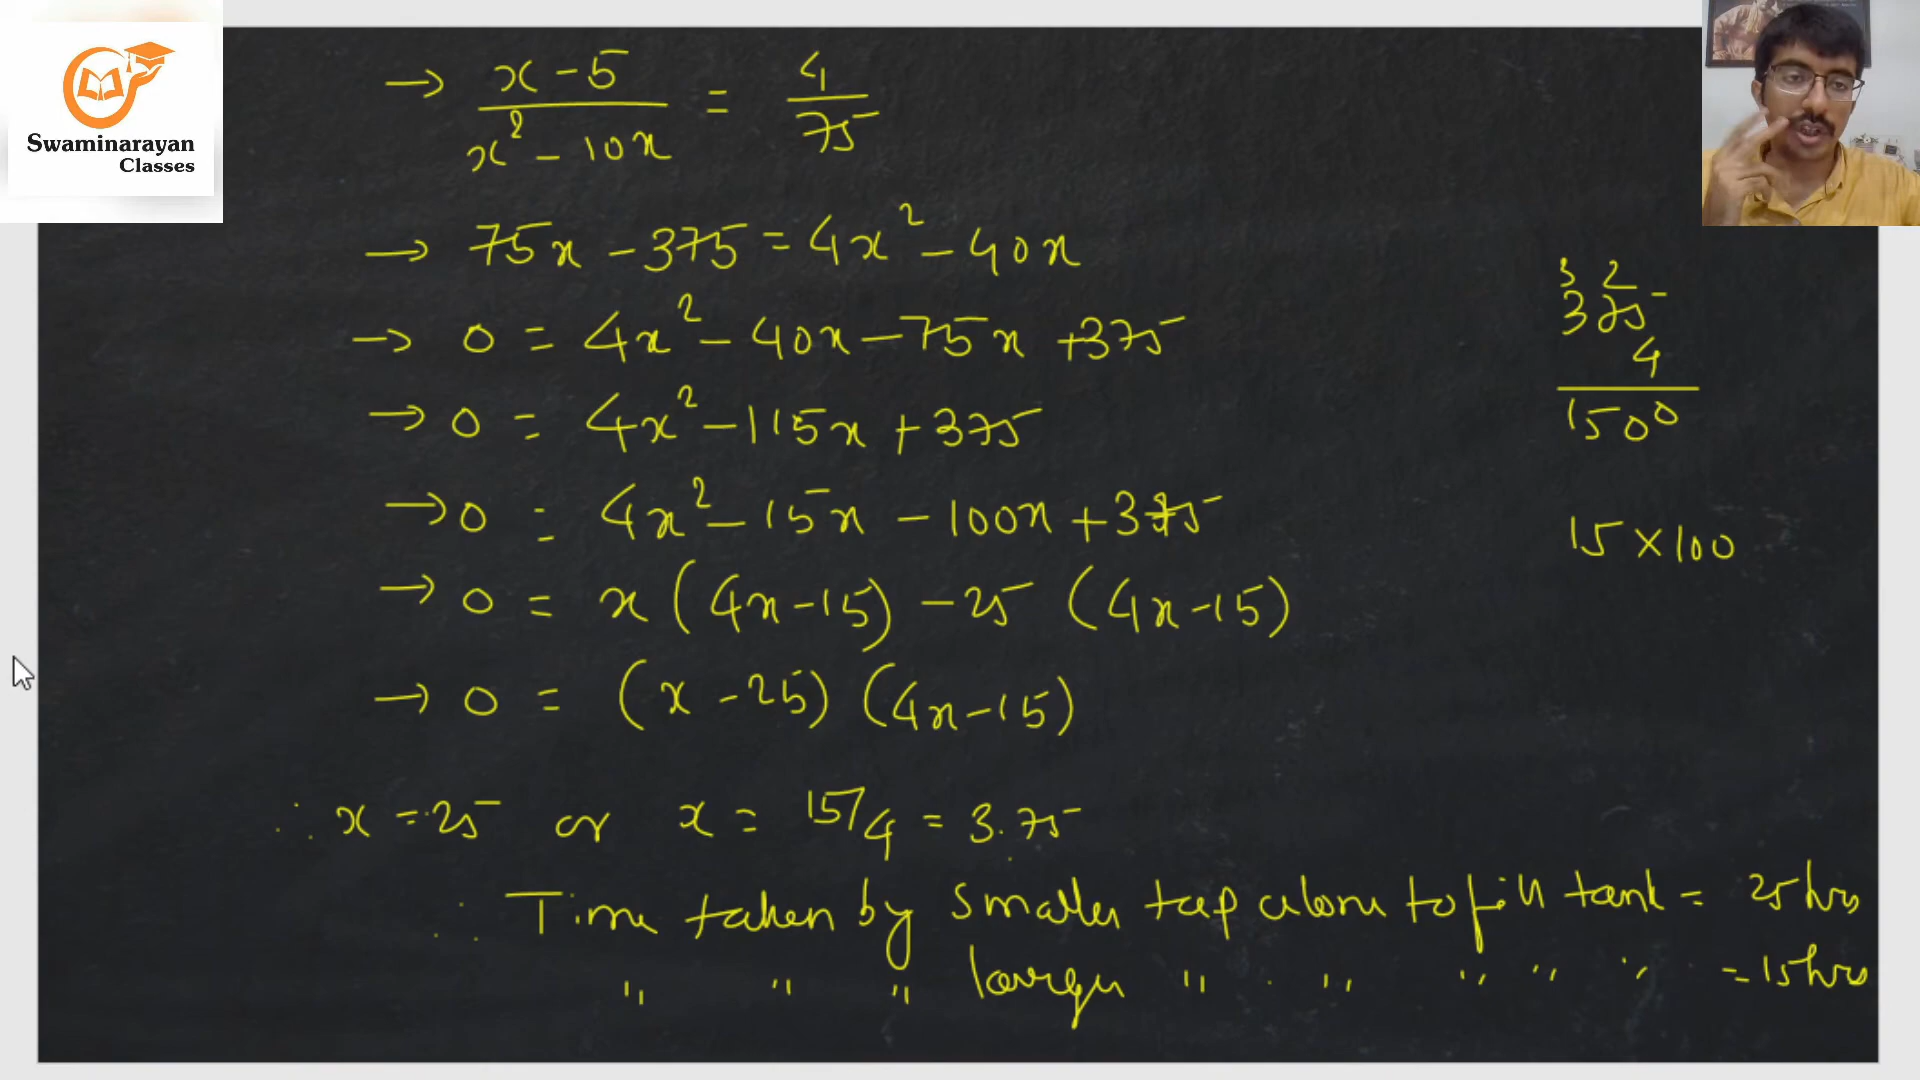 Swaminarayan
Classes
→ x - 5 / x² - 10x = 4 / 75
→ 75x - 375 = 4x² - 40x
→ 0 = 4x² - 40x - 75x + 375
→ 0 = 4x² - 115x + 375
→ 0 = 4x² - 15x - 100x + 375
→ 0 = x (4x - 15) - 25 (4x - 15)
→ 0 = (x - 25) (4x - 15)
∴ x = 25 or x = 15/4 = 3.75
∴ Time taken by smaller tap alone to fill tank = 25 hrs
" " " larger " " " " " = 15 hrs
3 2
375
4
1500
15 × 100